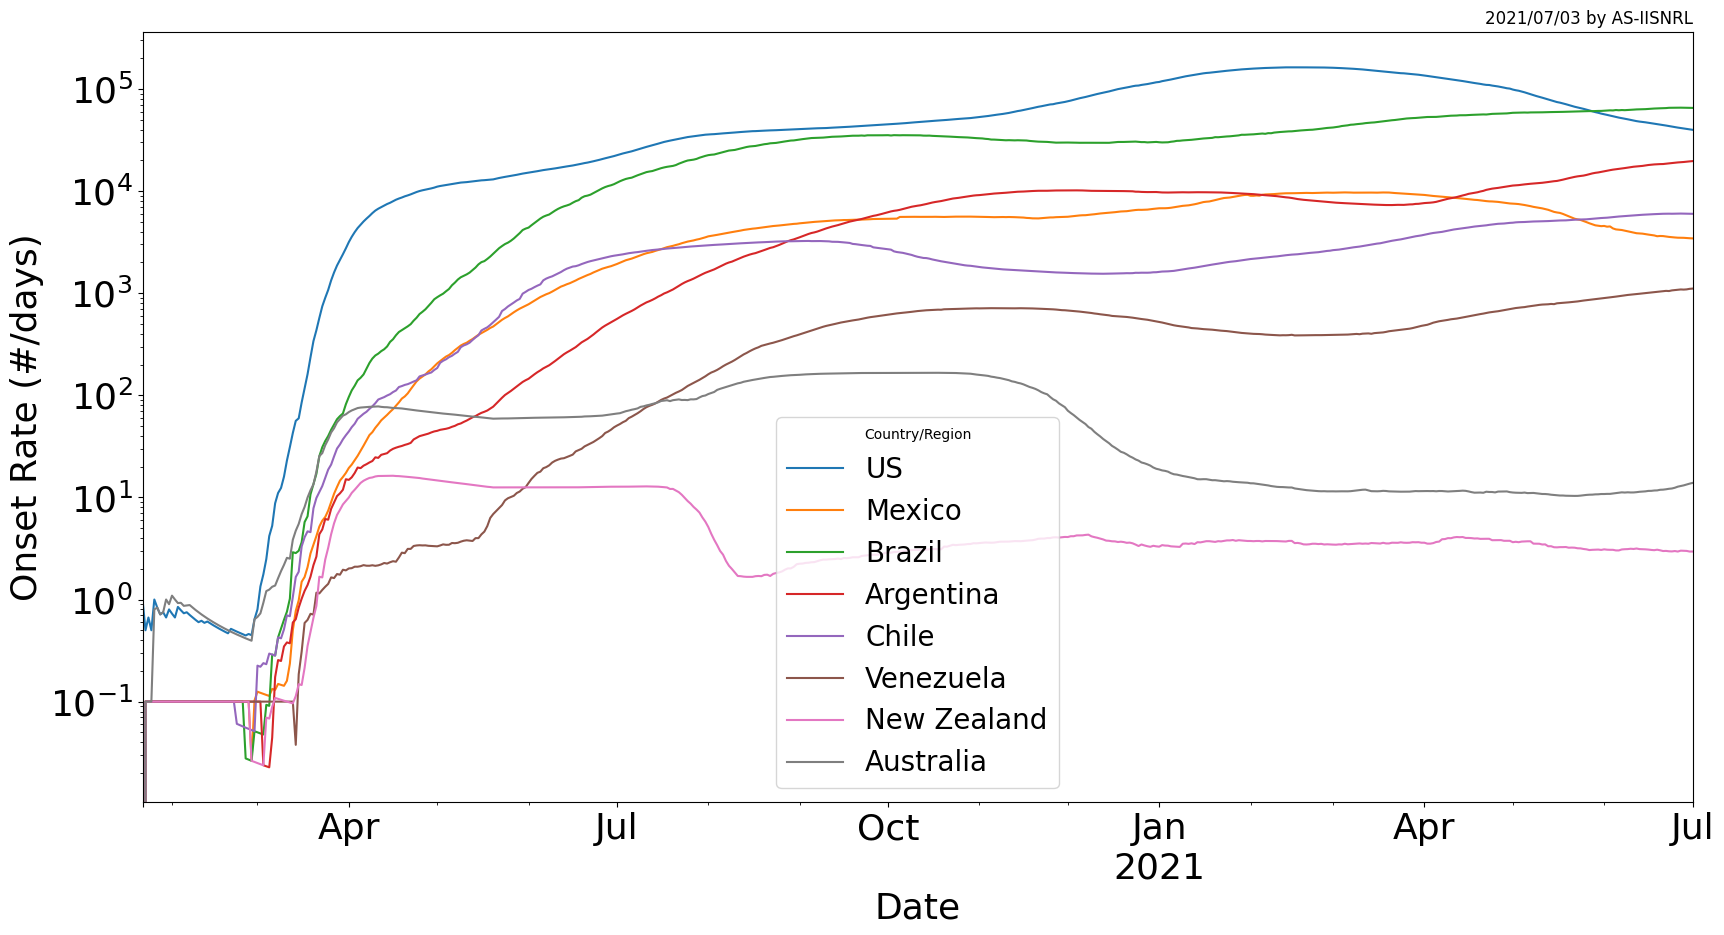 2021/07/03 by AS-IISNRL
Onset Rate (#/days)
10^5
10^4
10^3
10^2
10^1
10^0
10^−1
Country/Region
US
Mexico
Brazil
Argentina
Chile
Venezuela
New Zealand
Australia
Apr Jul Oct Jan Apr Jul
2021
Date